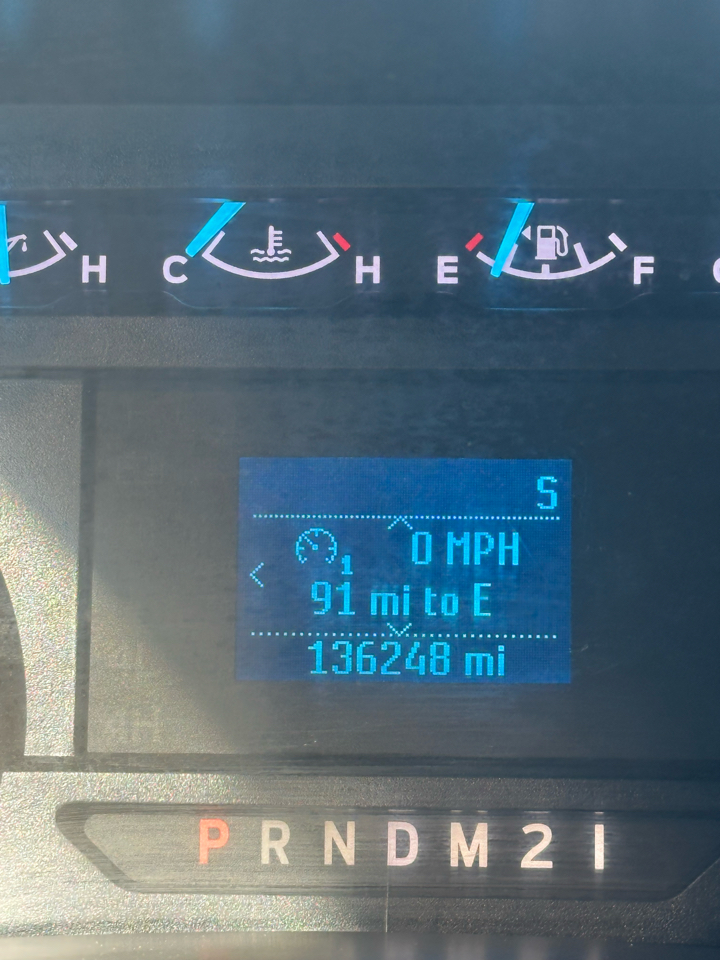 H C H E F
S
0 MPH
1
91 mi to E
136248 mi
P R N D M 2 1